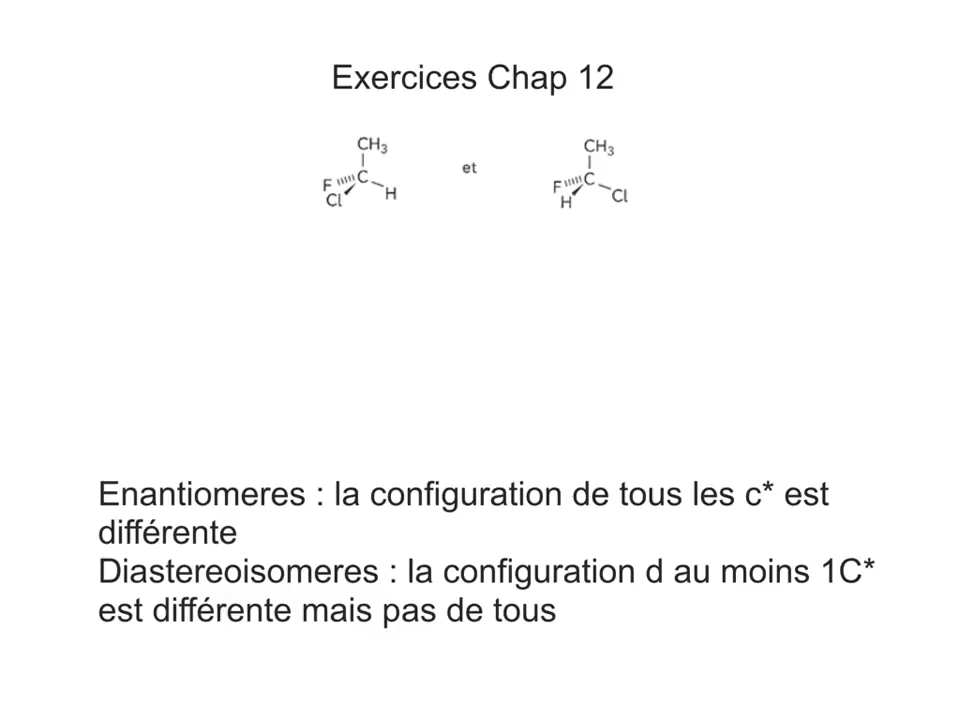 Exercices Chap 12
CH₃ CH₃
et
F C F C
Cl H H Cl
Enantiomeres : la configuration de tous les c* est
différente
Diastereoisomeres : la configuration d au moins 1C*
est différente mais pas de tous